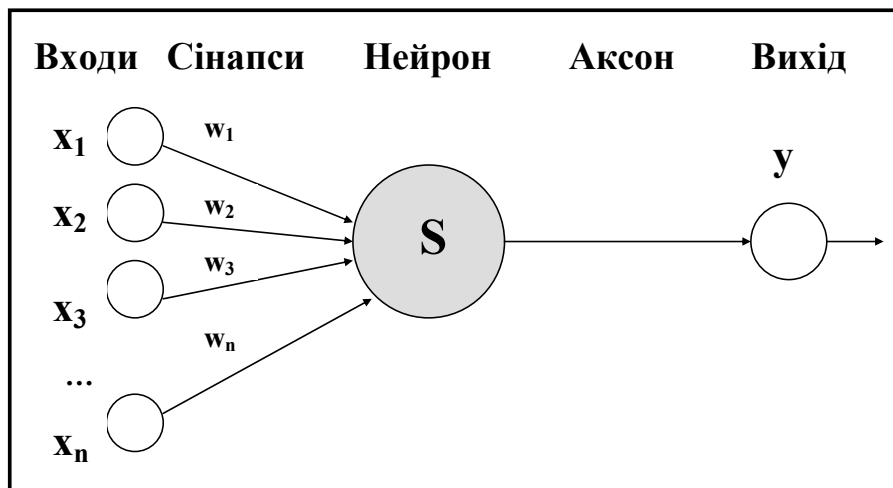 Входи Сінапси Нейрон Аксон Вихід
x₁ w₁
x₂ w₂ S y
x₃ w₃
wₙ
...
xₙ